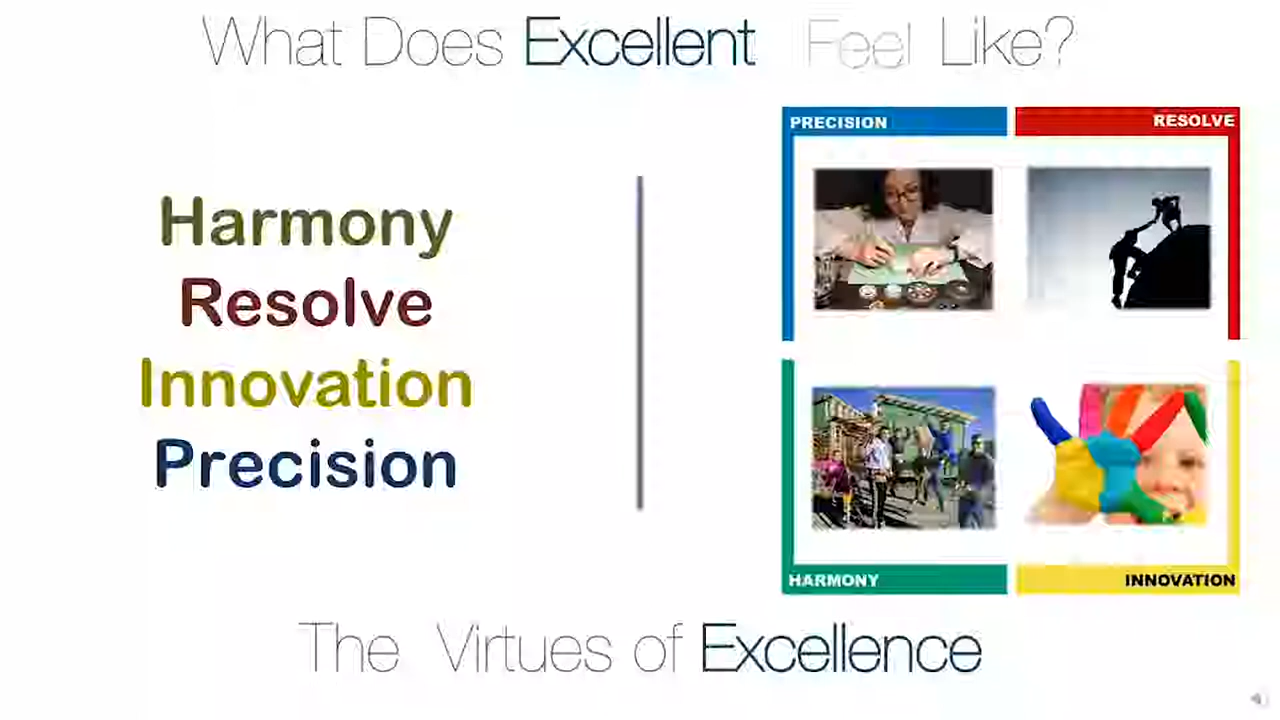 What Does Excellent Feel Like?
Harmony
Resolve
Innovation
Precision
PRECISION
RESOLVE
HARMONY
INNOVATION
The Virtues of Excellence